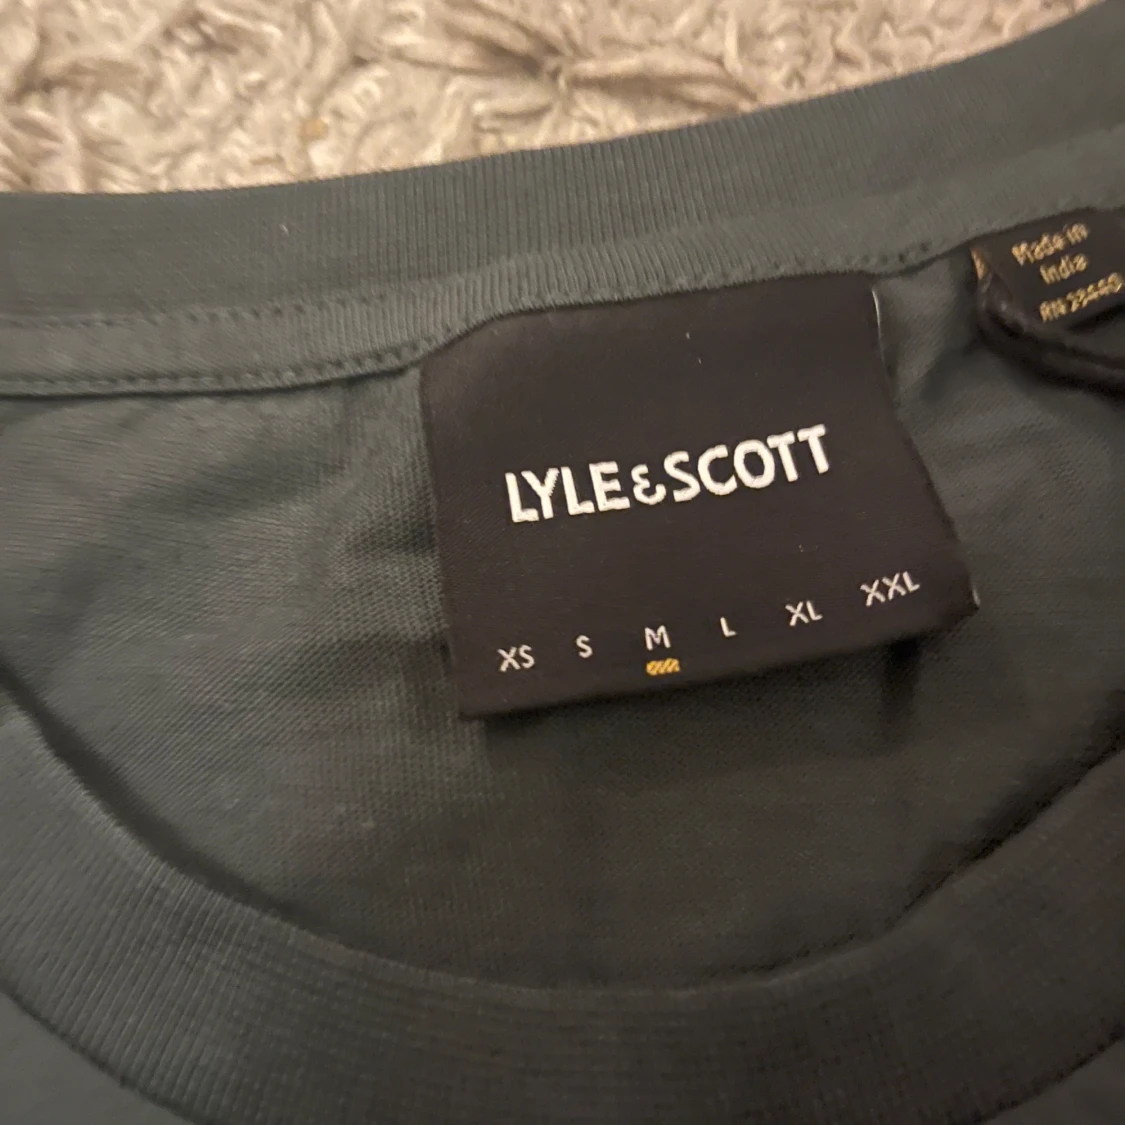 LYLE&SCOTT
XS S M L XL XXL
Made in
India